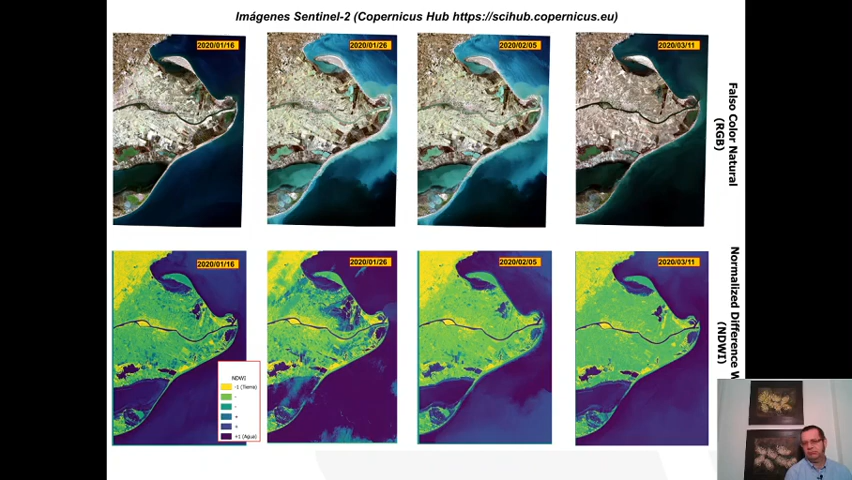 Imágenes Sentinel-2 (Copernicus Hub https://scihub.copernicus.eu)
2020/01/16
2020/01/26
2020/02/05
2020/03/11
Falso Color Natural
(RGB)
2020/01/16
2020/01/26
2020/02/05
2020/03/11
Normalized Difference W
(NDWI)
NDWI
-1 (Tierra)
-
-
+
+
+1 (Agua)